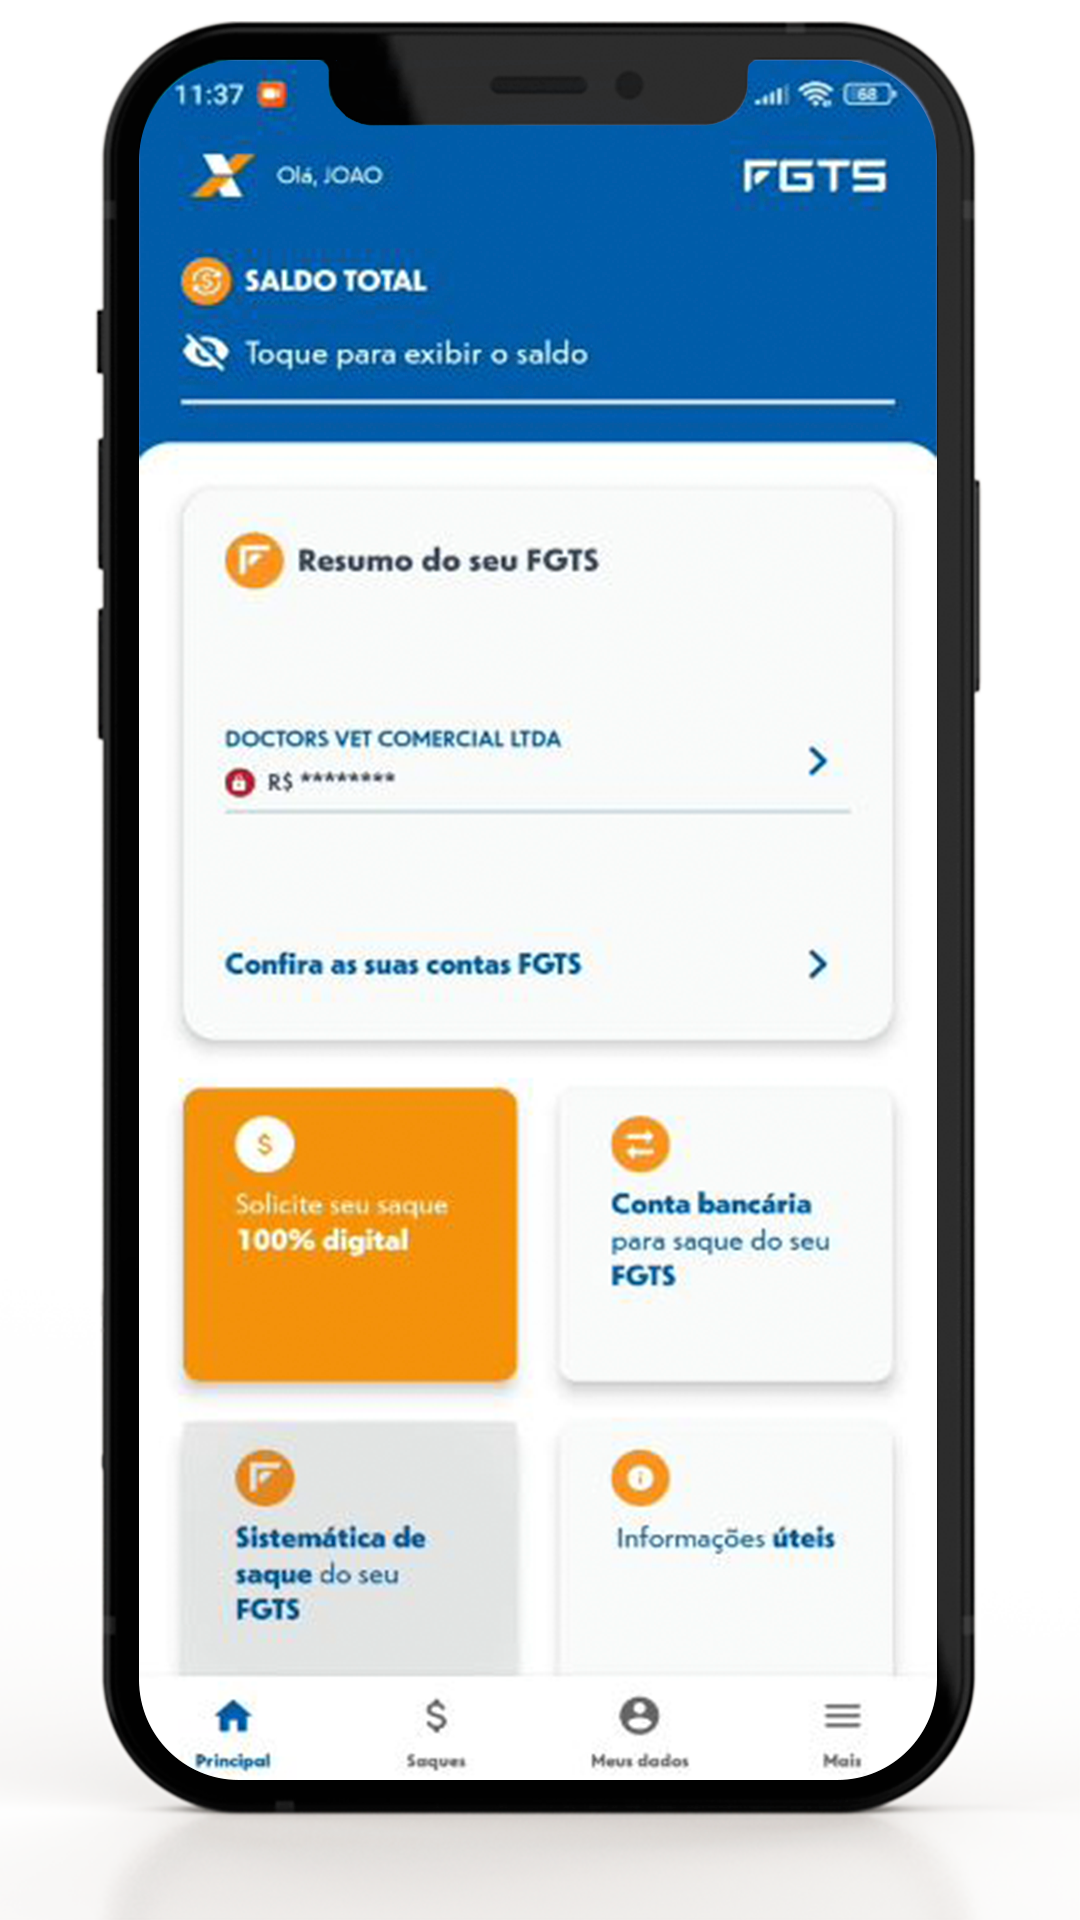 11:37
68
Olá, JOAO
FGTS
SALDO TOTAL
Toque para exibir o saldo
Resumo do seu FGTS
DOCTORS VET COMERCIAL LTDA
R$ ********
Confira as suas contas FGTS
$
Solicite seu saque
100% digital
Conta bancária
para saque do seu
FGTS
Sistemática de
saque do seu
FGTS
Informações úteis
Principal
Saques
Meus dados
Mais